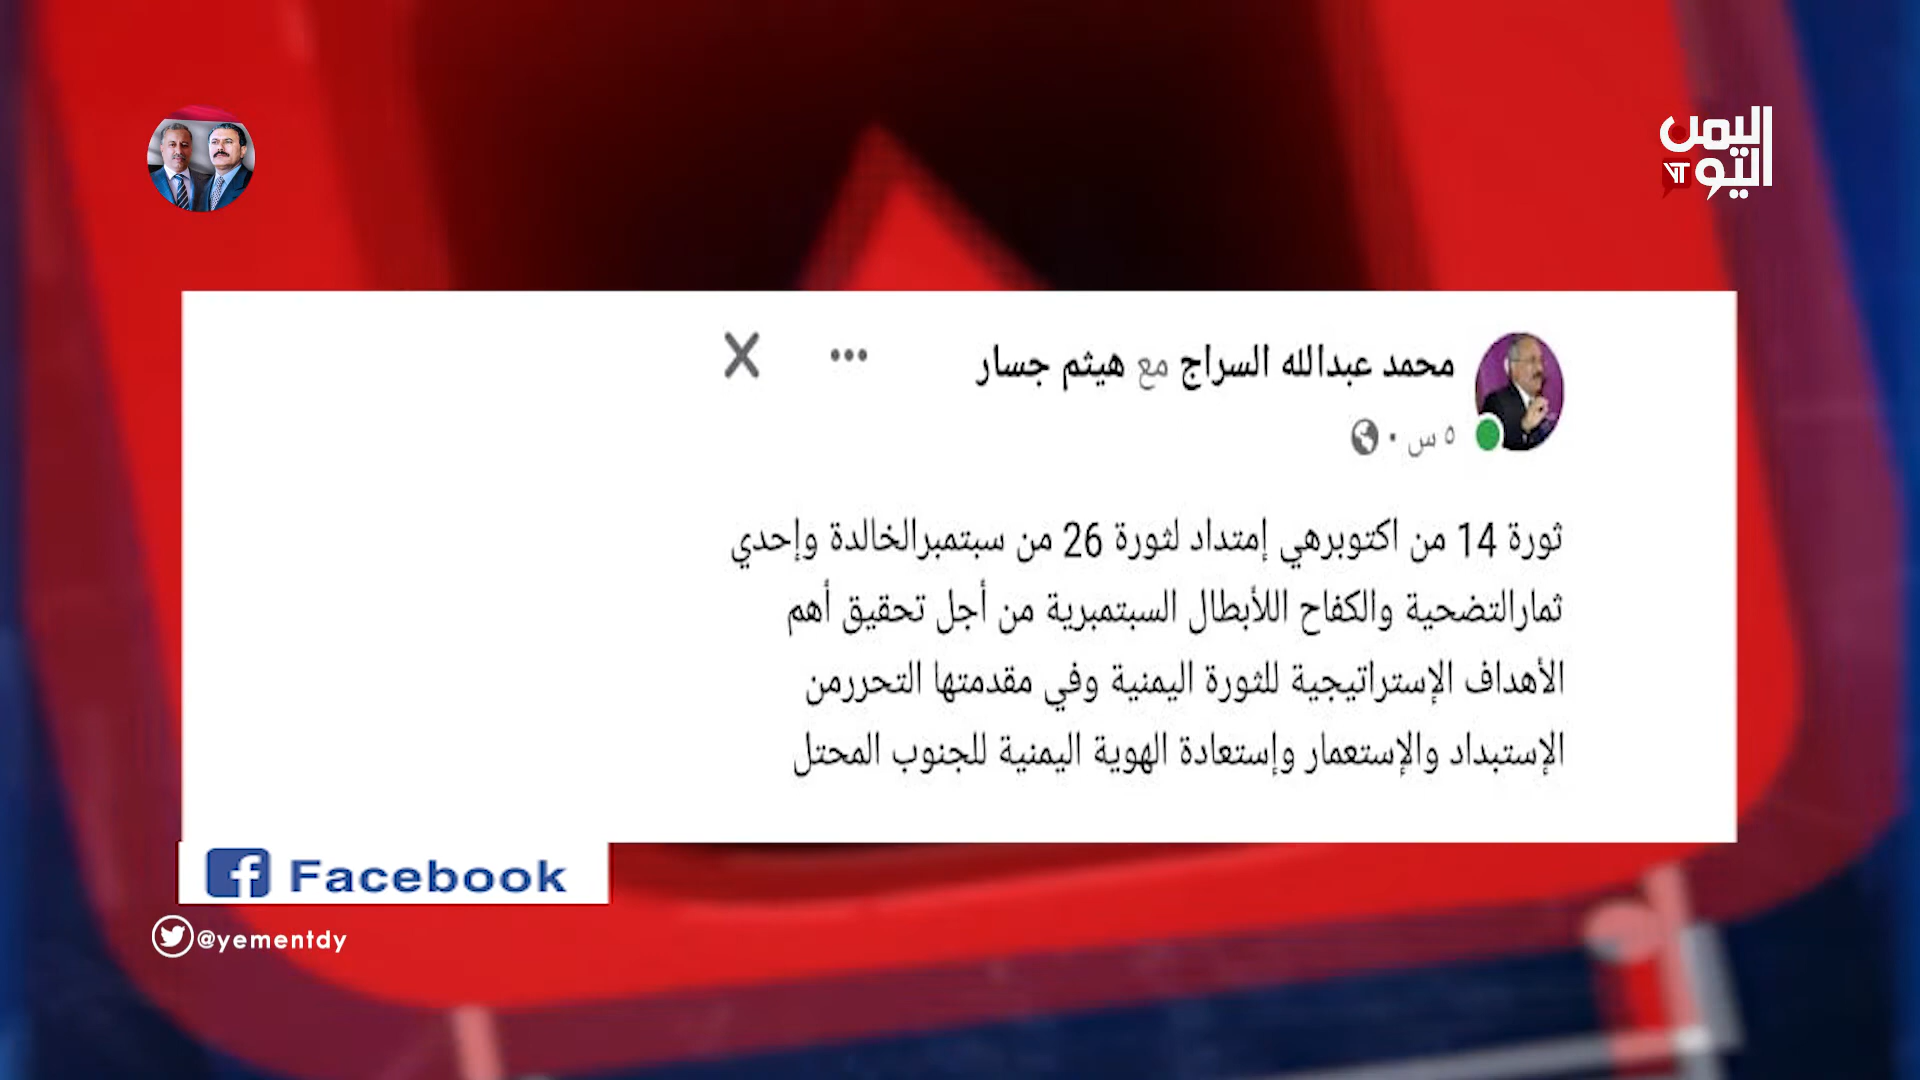 اليمن
اليوم
YT
محمد عبدالله السراج مع هيثم جسار
٥ س ·
ثورة 14 من اكتوبرهي إمتداد لثورة 26 من سبتمبرالخالدة وإحدي
ثمارالتضحية والكفاح اللأبطال السبتمبرية من أجل تحقيق أهم
الأهداف الإستراتيجية للثورة اليمنية وفي مقدمتها التحررمن
الإستبداد والإستعمار وإستعادة الهوية اليمنية للجنوب المحتل
Facebook
@yementdy